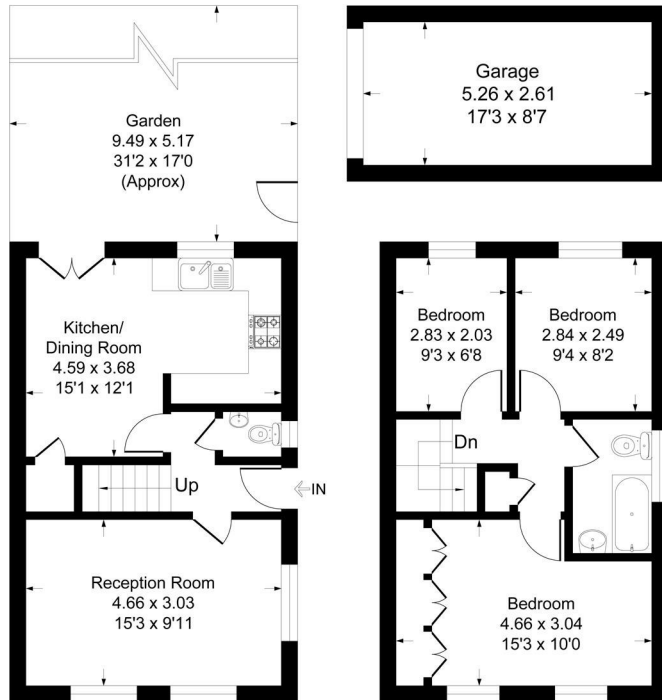 Garden
9.49 x 5.17
31'2 x 17'0
(Approx)
Garage
5.26 x 2.61
17'3 x 8'7
Kitchen/
Dining Room
4.59 x 3.68
15'1 x 12'1
Up
IN
Reception Room
4.66 x 3.03
15'3 x 9'11
Bedroom
2.83 x 2.03
9'3 x 6'8
Bedroom
2.84 x 2.49
9'4 x 8'2
Dn
Bedroom
4.66 x 3.04
15'3 x 10'0